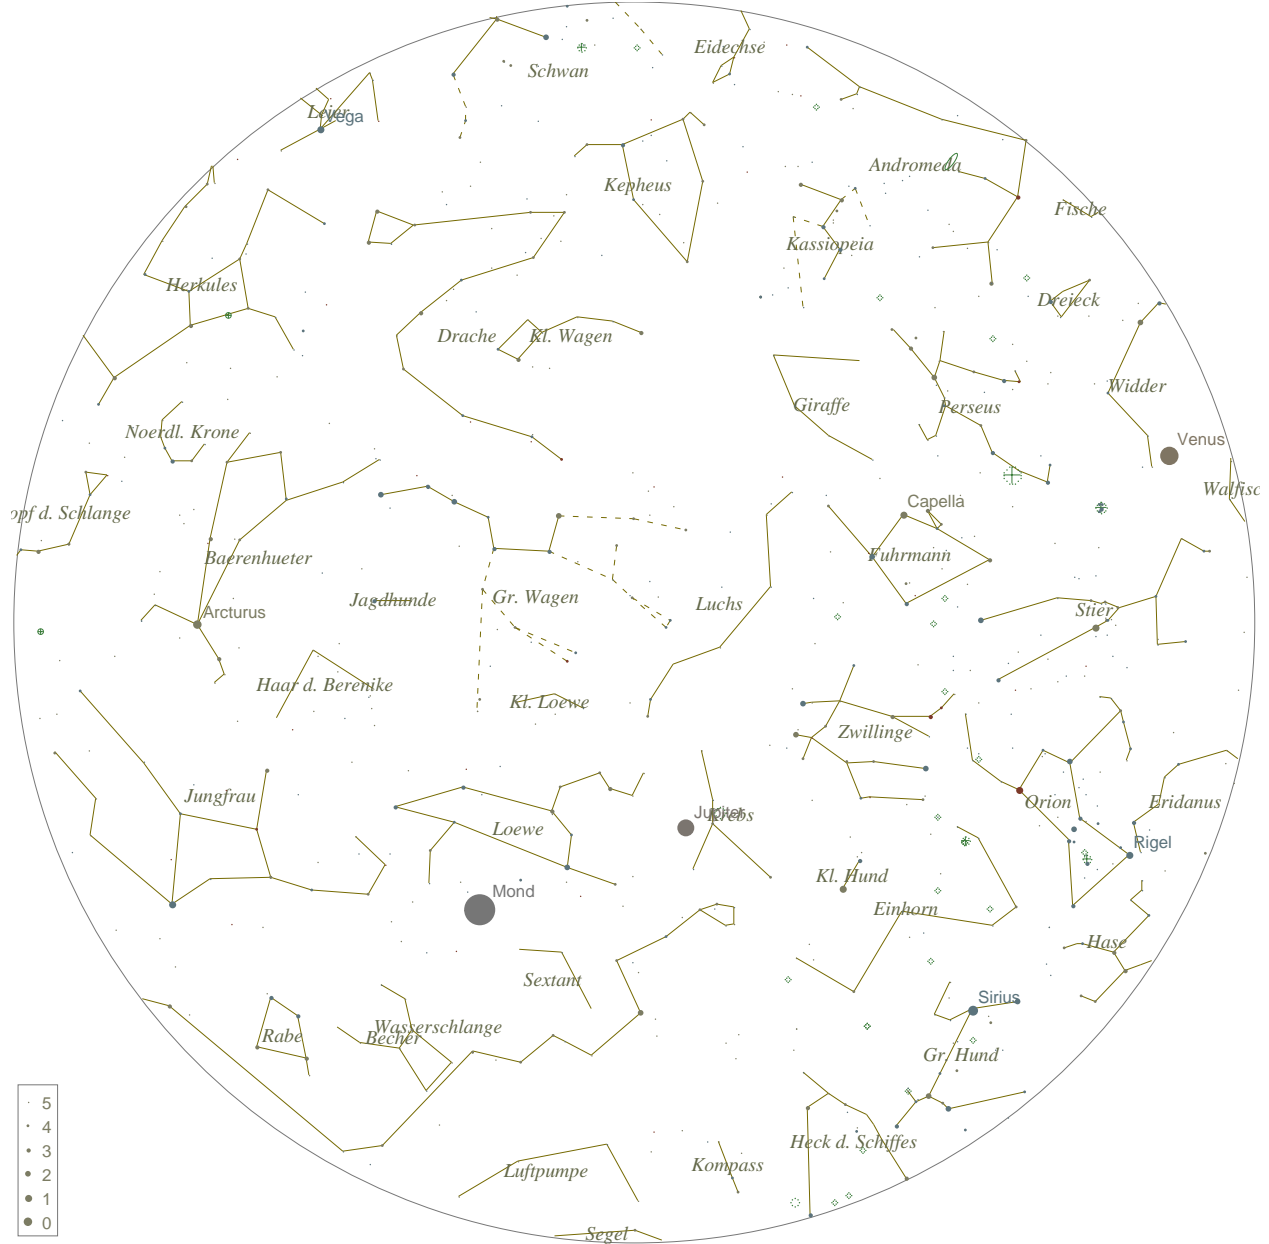 Eidechse
Schwan
Leier
Vega
Andromeda
Kepheus
Fische
Kassiopeia
Herkules
Dreieck
Drache
Kl. Wagen
Widder
Giraffe
Perseus
Noerdl. Krone
Venus
Walfisc
Capella
opf d. Schlange
Baerenhueter
Fuhrmann
Jagdhunde
Gr. Wagen
Luchs
Stier
Arcturus
Haar d. Berenike
Kl. Loewe
Zwillinge
Jungfrau
Orion
Eridanus
Jupiter
Krebs
Loewe
Rigel
Kl. Hund
Mond
Einhorn
Hase
Sextant
Sirius
Wasserschlange
Rabe
Becher
Gr. Hund
5
4
3
2
1
0
Heck d. Schiffes
Kompass
Luftpumpe
Segel